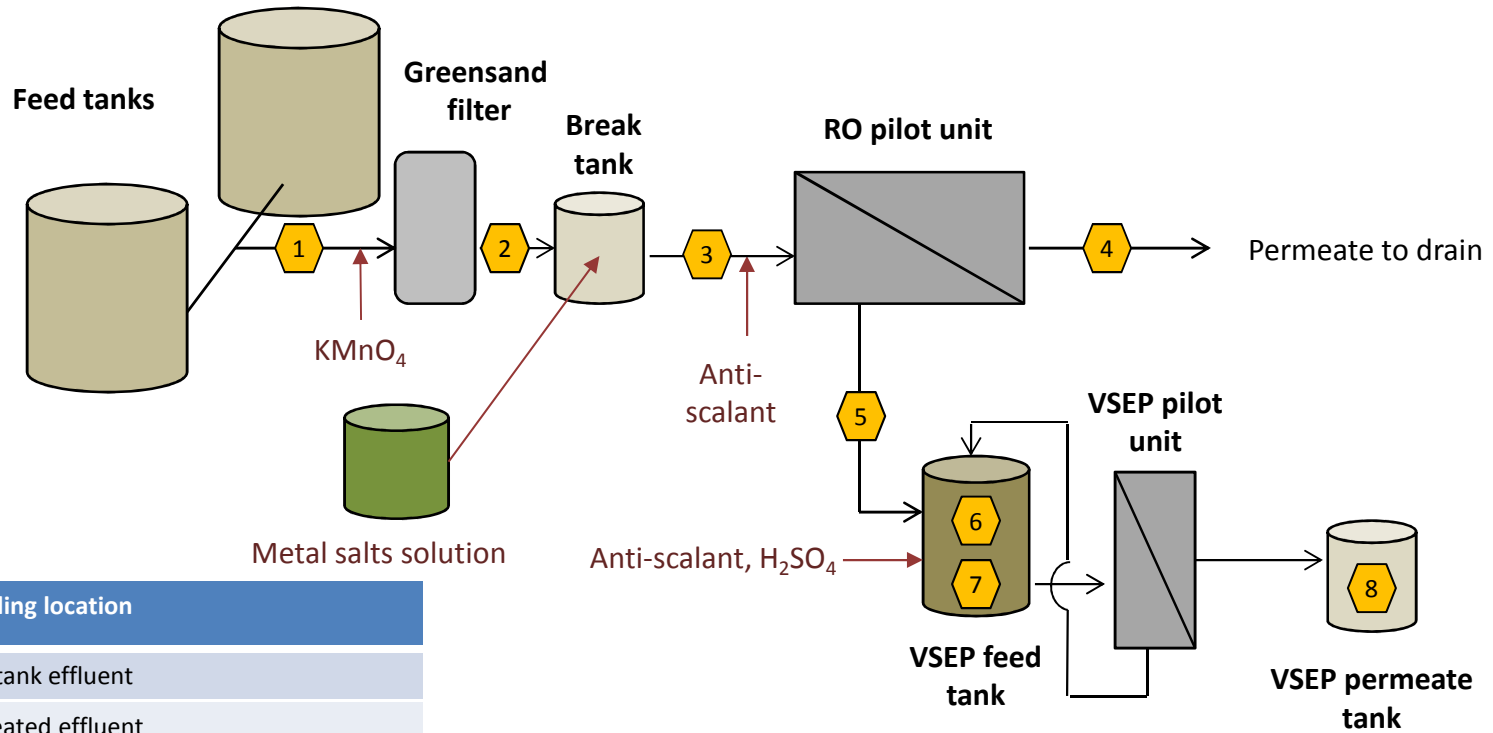 Feed tanks
Greensand
filter
Break
tank
RO pilot unit
1
2
3
4
Permeate to drain
KMnO₄
Anti-
scalant
5
VSEP pilot
unit
Metal salts solution
Anti-scalant, H₂SO₄
6
7
8
VSEP feed
tank
VSEP permeate
tank
ling location
tank effluent
eated effluent